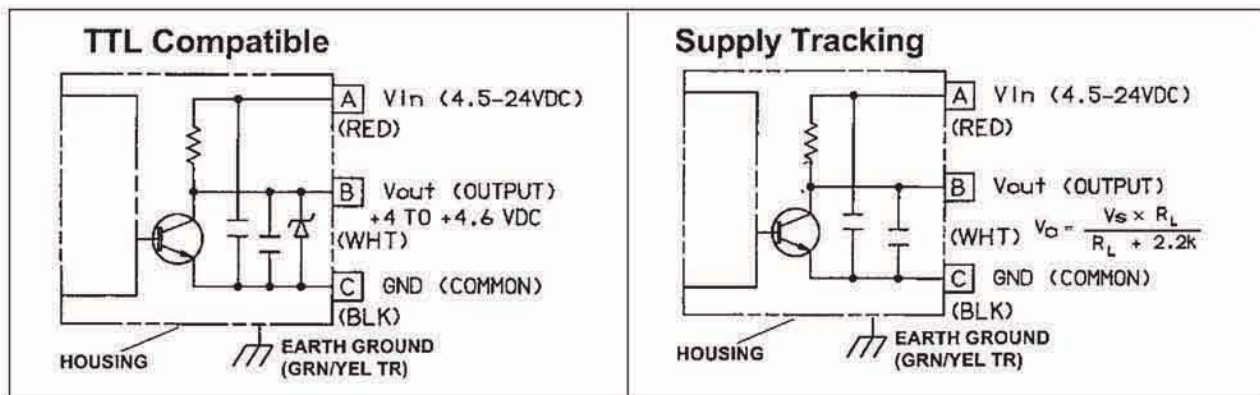 TTL Compatible
A VIn (4.5-24VDC)
(RED)
B Vout (OUTPUT)
+4 TO +4.6 VDC
(WHT)
C GND (COMMON)
(BLK)
HOUSING
EARTH GROUND
(GRN/YEL TR)
Supply Tracking
A VIn (4.5-24VDC)
(RED)
B Vout (OUTPUT)
(WHT) Vo = Vs x RL / RL + 2.2k
C GND (COMMON)
(BLK)
HOUSING
EARTH GROUND
(GRN/YEL TR)